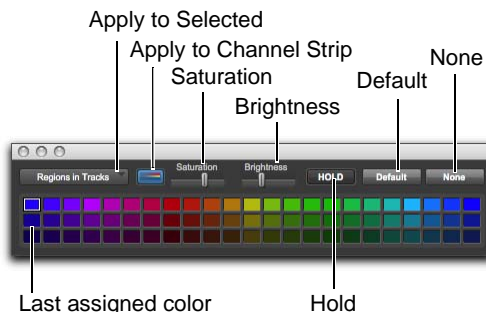 Apply to Selected
Apply to Channel Strip
None
Saturation
Default
Brightness
Regions in Tracks
Saturation
Brightness
HOLD
Default
None
Last assigned color
Hold